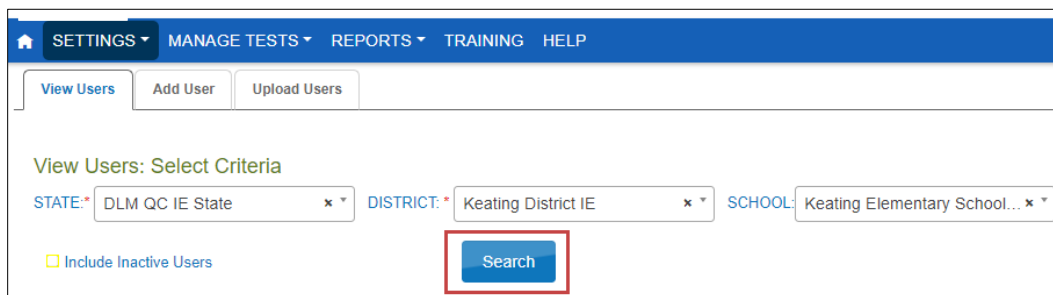 SETTINGS MANAGE TESTS REPORTS TRAINING HELP
View Users Add User Upload Users
View Users: Select Criteria
STATE:* DLM QC IE State × DISTRICT: * Keating District IE × SCHOOL: Keating Elementary School... ×
Include Inactive Users Search